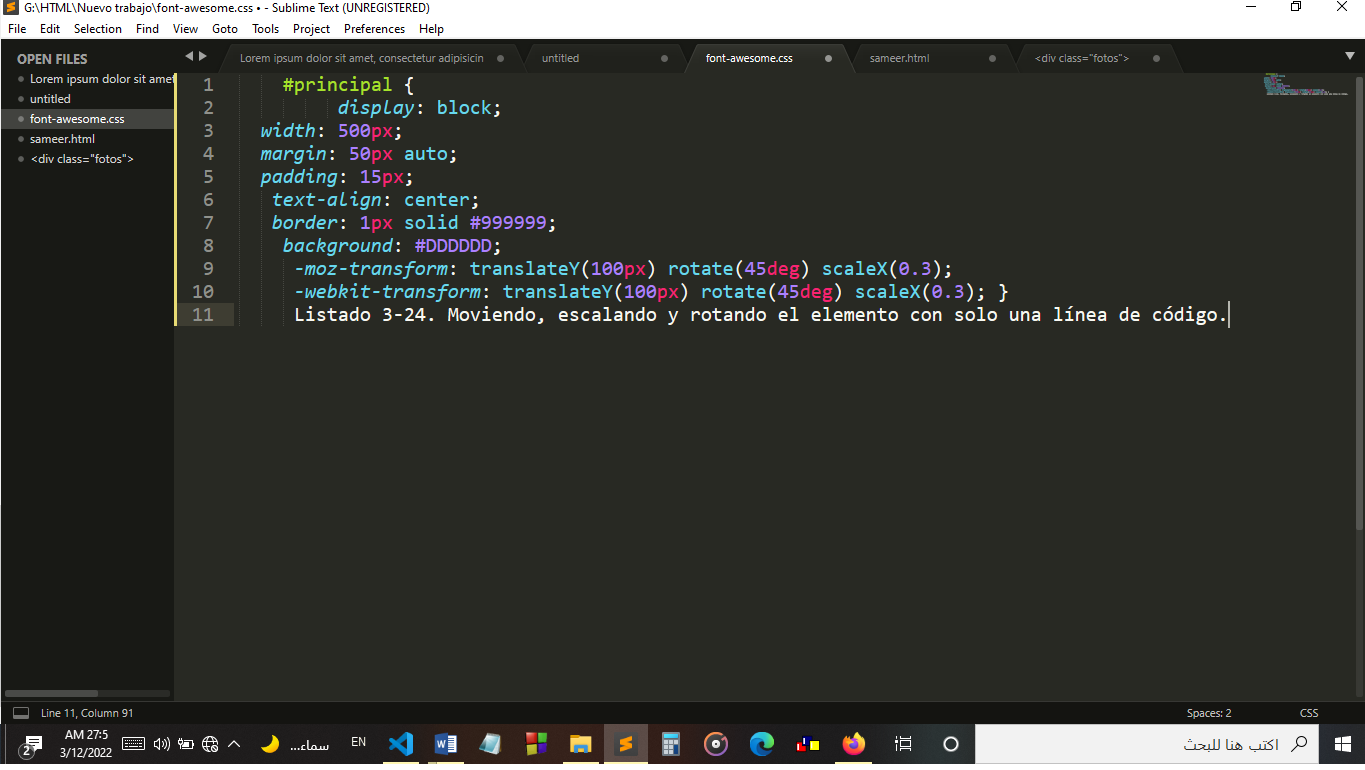 G:\HTML\Nuevo trabajo\font-awesome.css • - Sublime Text (UNREGISTERED)
File Edit Selection Find View Goto Tools Project Preferences Help
OPEN FILES
Lorem ipsum dolor sit amet
untitled
font-awesome.css
sameer.html
<div class="fotos">
Lorem ipsum dolor sit amet, consectetur adipisicin
untitled
font-awesome.css
sameer.html
<div class="fotos">
1 #principal {
2 display: block;
3 width: 500px;
4 margin: 50px auto;
5 padding: 15px;
6 text-align: center;
7 border: 1px solid #999999;
8 background: #DDDDDD;
9 -moz-transform: translateY(100px) rotate(45deg) scaleX(0.3);
10 -webkit-transform: translateY(100px) rotate(45deg) scaleX(0.3); }
11 Listado 3-24. Moviendo, escalando y rotando el elemento con solo una línea de código.
Line 11, Column 91
Spaces: 2
CSS
2
AM 27:5
3/12/2022
سماء...
EN
اكتب هنا للبحث